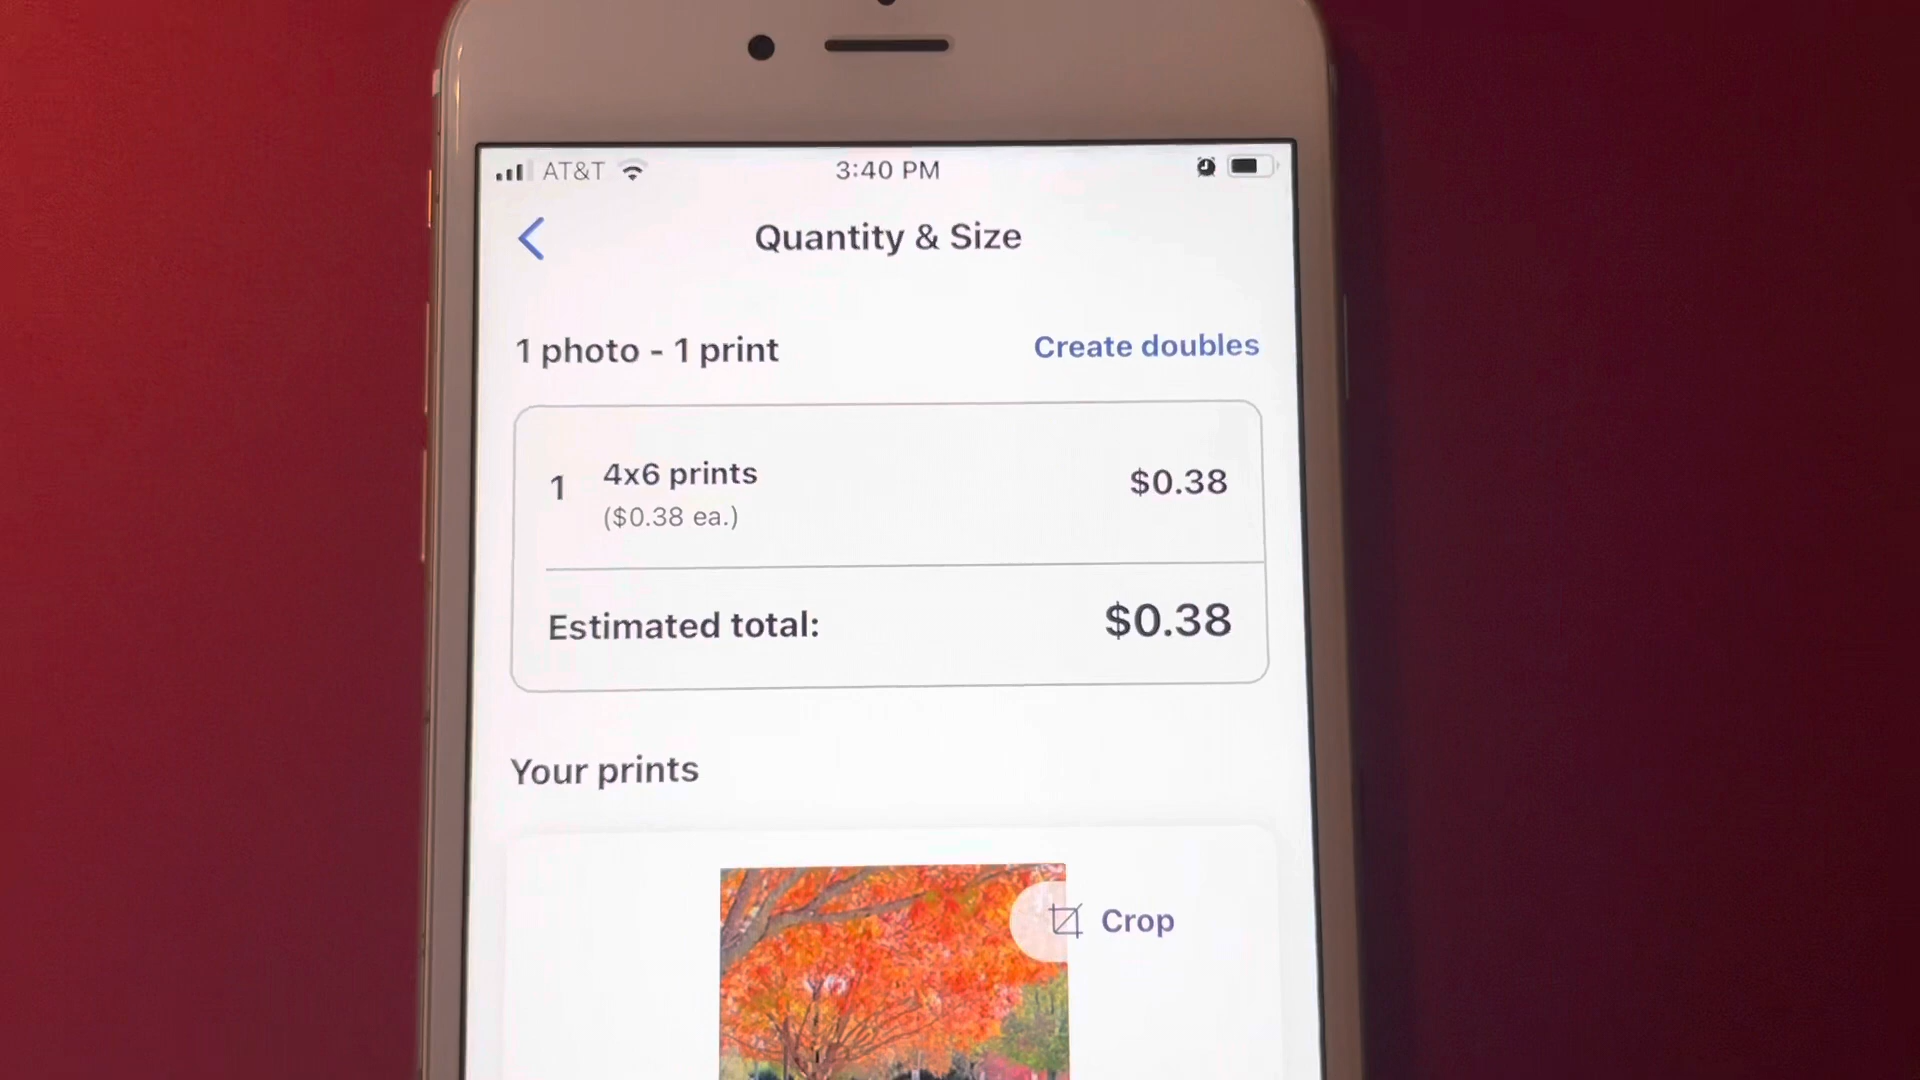 AT&T 3:40 PM
Quantity & Size
1 photo - 1 print Create doubles
1 4x6 prints $0.38
($0.38 ea.)
Estimated total: $0.38
Your prints
Crop